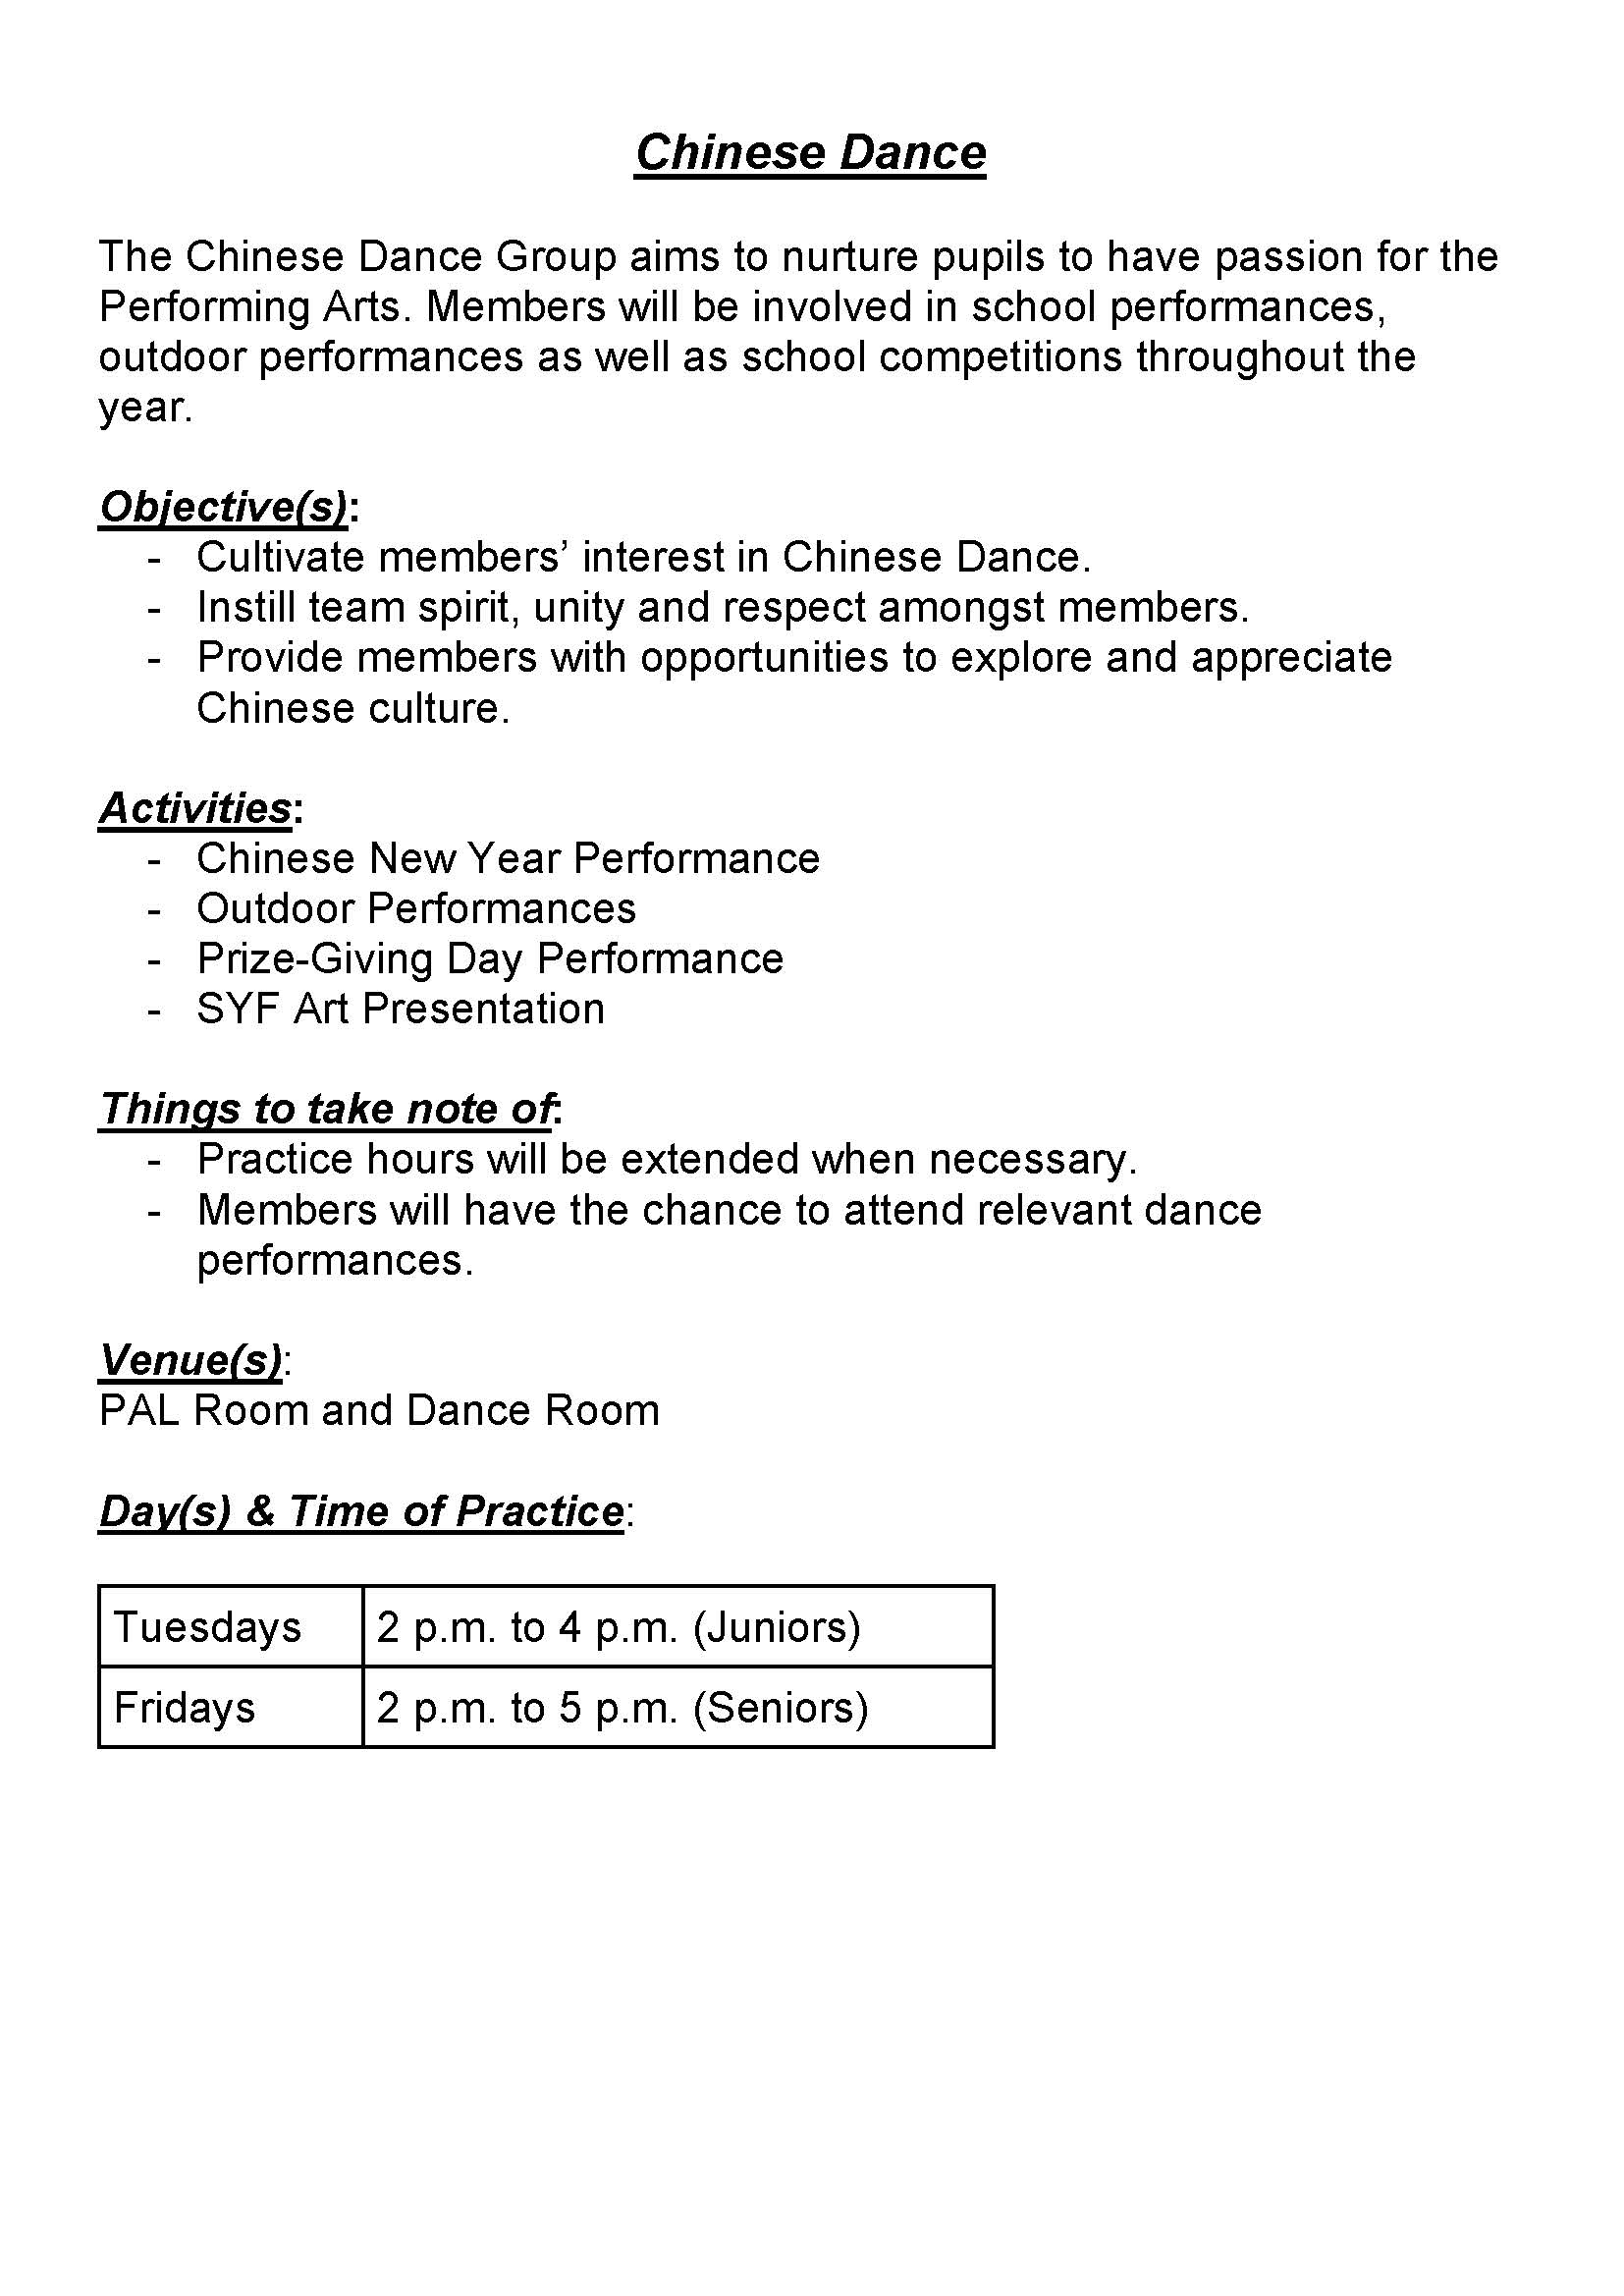 Chinese Dance
The Chinese Dance Group aims to nurture pupils to have passion for the
Performing Arts. Members will be involved in school performances,
outdoor performances as well as school competitions throughout the
year.
Objective(s):
- Cultivate members’ interest in Chinese Dance.
- Instill team spirit, unity and respect amongst members.
- Provide members with opportunities to explore and appreciate
Chinese culture.
Activities:
- Chinese New Year Performance
- Outdoor Performances
- Prize-Giving Day Performance
- SYF Art Presentation
Things to take note of:
- Practice hours will be extended when necessary.
- Members will have the chance to attend relevant dance
performances.
Venue(s):
PAL Room and Dance Room
Day(s) & Time of Practice:
Tuesdays 2 p.m. to 4 p.m. (Juniors)
Fridays 2 p.m. to 5 p.m. (Seniors)